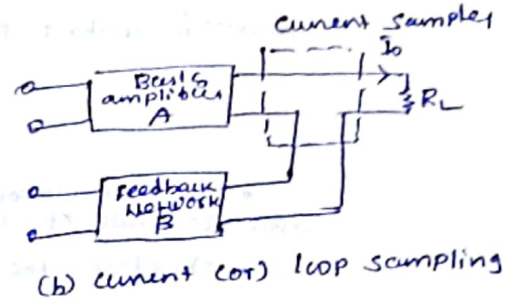 current sampler
Io
Basic
amplifier
A
RL
Feedback
Network
β
(b) current (or) loop sampling